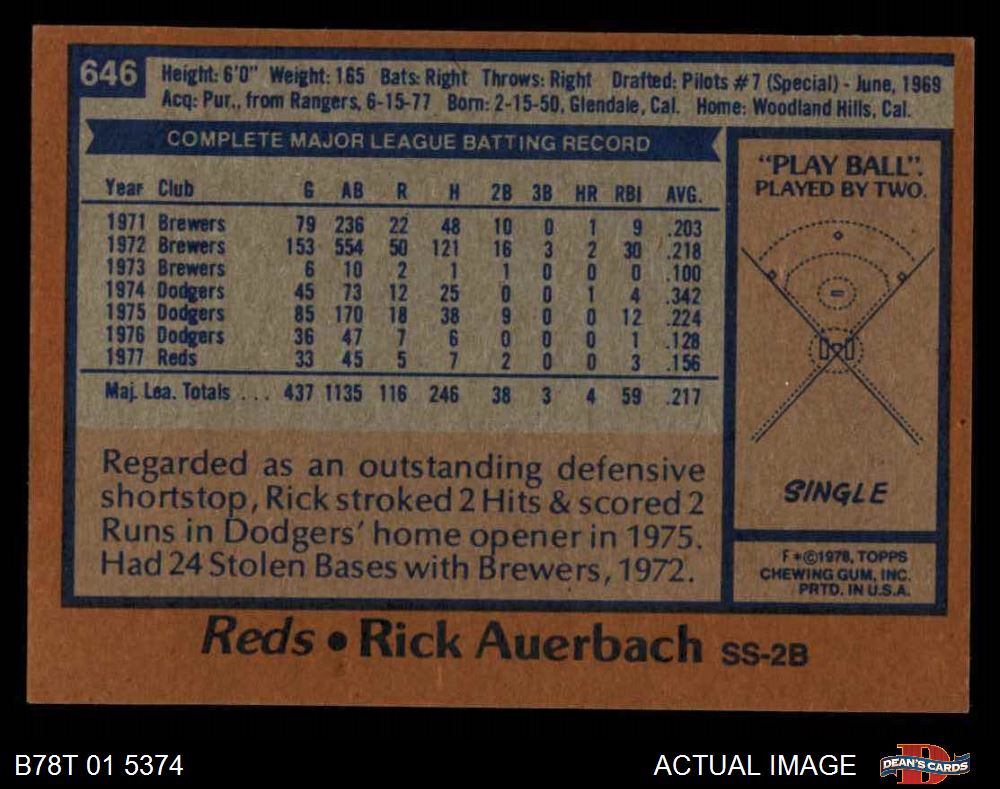 646
Height: 6'0" Weight: 165 Bats: Right Throws: Right Drafted: Pilots #7 (Special) - June, 1969
Acq: Pur., from Rangers, 6-15-77 Born: 2-15-50, Glendale, Cal. Home: Woodland Hills, Cal.
COMPLETE MAJOR LEAGUE BATTING RECORD
Year Club G AB R H 2B 3B HR RBI AVG.
1971 Brewers 79 236 22 48 10 0 1 9 .203
1972 Brewers 153 554 50 121 16 3 2 30 .218
1973 Brewers 6 10 2 1 1 0 0 0 .100
1974 Dodgers 45 73 12 25 0 0 1 4 .342
1975 Dodgers 85 170 18 38 9 0 0 12 .224
1976 Dodgers 36 47 7 6 0 0 0 1 .128
1977 Reds 33 45 5 7 2 0 0 3 .156
Maj. Lea. Totals ... 437 1135 116 246 38 3 4 59 .217
Regarded as an outstanding defensive
shortstop, Rick stroked 2 Hits & scored 2
Runs in Dodgers' home opener in 1975.
Had 24 Stolen Bases with Brewers, 1972.
"PLAY BALL".
PLAYED BY TWO.
SINGLE
F *©1978, TOPPS
CHEWING GUM, INC.
PRTD. IN U.S.A.
Reds • Rick Auerbach SS-2B
B78T 01 5374
ACTUAL IMAGE
DEAN'S CARDS